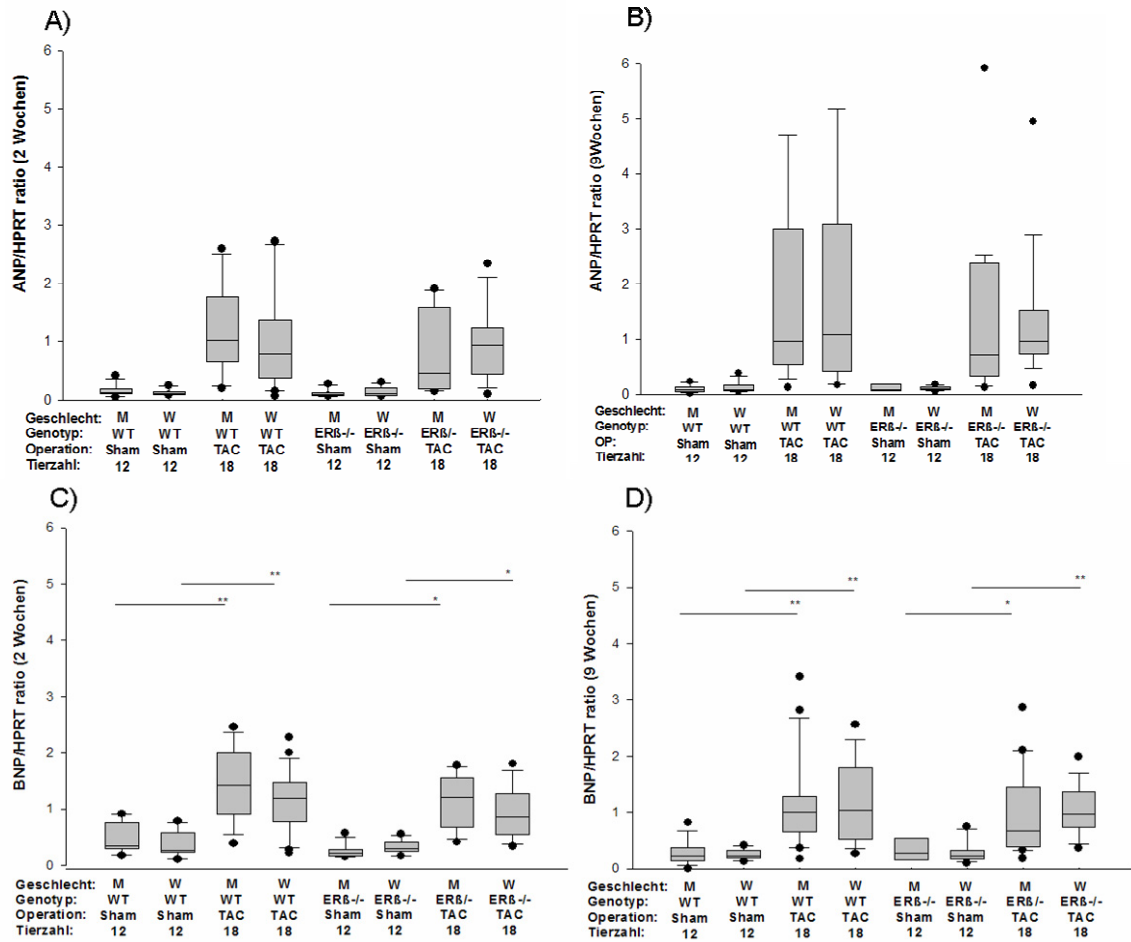 A)
ANP/HPRT ratio (2 Wochen)
6
5
4
3
2
1
0
Geschlecht: M W M W M W M W
Genotyp: WT WT WT WT ERß-/- ERß-/- ERß/- ERß-/-
Operation: Sham Sham TAC TAC Sham Sham TAC TAC
Tierzahl: 12 12 18 18 12 12 18 18
B)
ANP/HPRT ratio (9Wochen)
6
5
4
3
2
1
0
Geschlecht: M W M W M W M W
Genotyp: WT WT WT WT ERß-/- ERß-/- ERß-/- ERß-/-
OP: Sham Sham TAC TAC Sham Sham TAC TAC
Tierzahl: 12 12 18 18 12 12 18 18
C)
BNP/HPRT ratio (2 Wochen)
6
5
4
3
2
1
0
** ** * *
Geschlecht: M W M W M W M W
Genotyp: WT WT WT WT ERß-/- ERß-/- ERß/- ERß-/-
Operation: Sham Sham TAC TAC Sham Sham TAC TAC
Tierzahl: 12 12 18 18 12 12 18 18
D)
BNP/HPRT ratio (9 Wochen)
6
5
4
3
2
1
0
** ** * **
Geschlecht: M W M W M W M W
Genotyp: WT WT WT WT ERß-/- ERß-/- ERß/- ERß-/-
Operation: Sham Sham TAC TAC Sham Sham TAC TAC
Tierzahl: 12 12 18 18 12 12 18 18